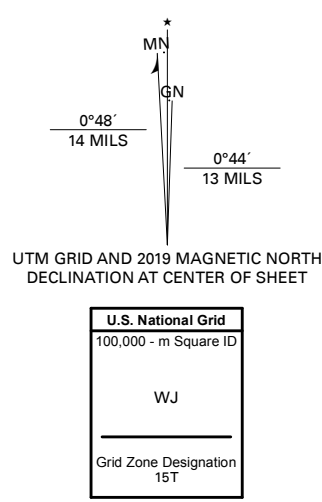 ★
MN
GN
0°48´
14 MILS
0°44´
13 MILS
UTM GRID AND 2019 MAGNETIC NORTH
DECLINATION AT CENTER OF SHEET
U.S. National Grid
100,000 - m Square ID
WJ
Grid Zone Designation
15T